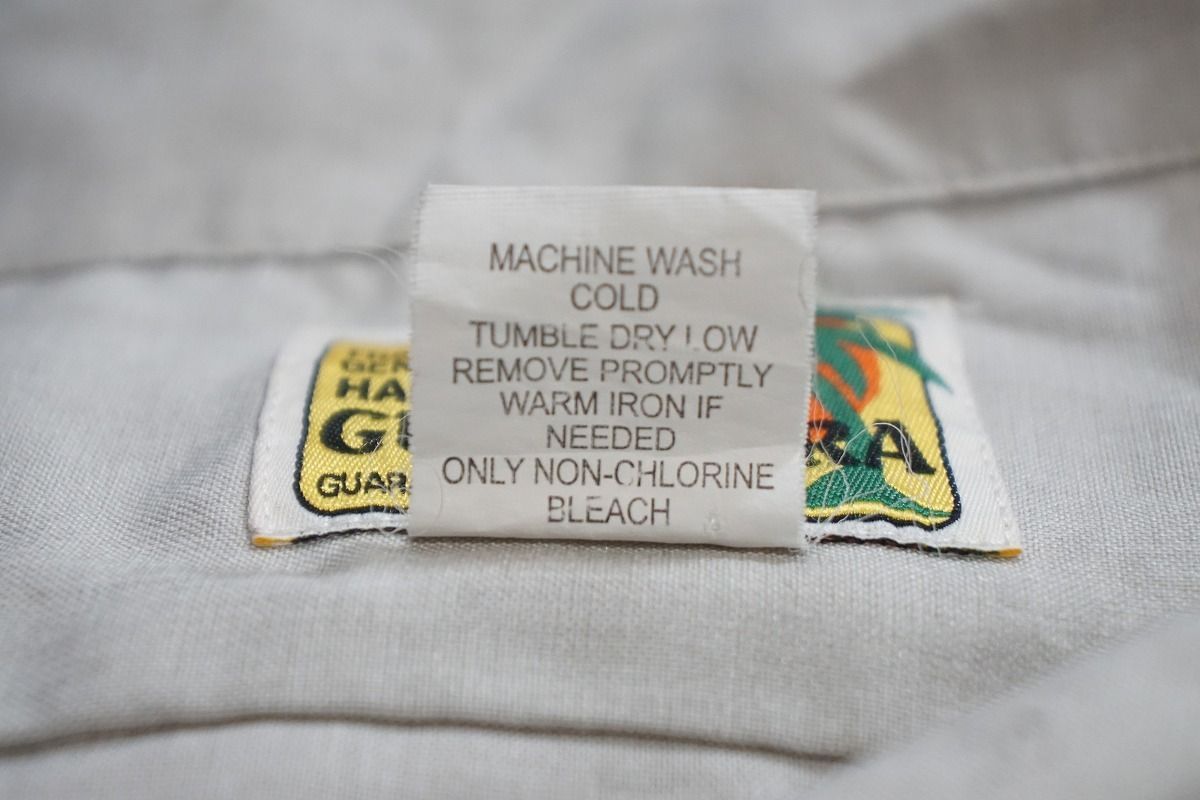 MACHINE WASH
COLD
TUMBLE DRY LOW
REMOVE PROMPTLY
WARM IRON IF
NEEDED
ONLY NON-CHLORINE
BLEACH